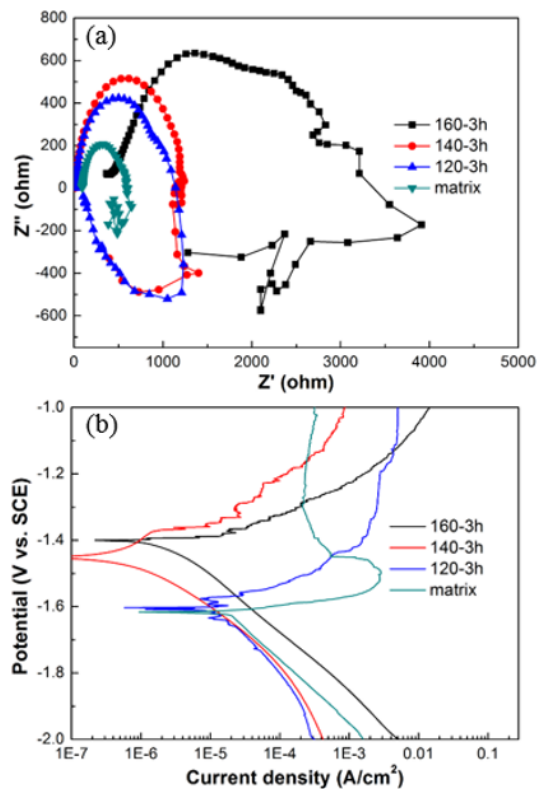 (a)
800
600
400
200
0
-200
-400
-600
Z'' (ohm)
160-3h
140-3h
120-3h
matrix
0 1000 2000 3000 4000 5000
Z' (ohm)
(b)
-1.0
-1.2
-1.4
-1.6
-1.8
-2.0
Potential (V vs. SCE)
160-3h
140-3h
120-3h
matrix
1E-7 1E-6 1E-5 1E-4 1E-3 0.01 0.1
Current density (A/cm²)